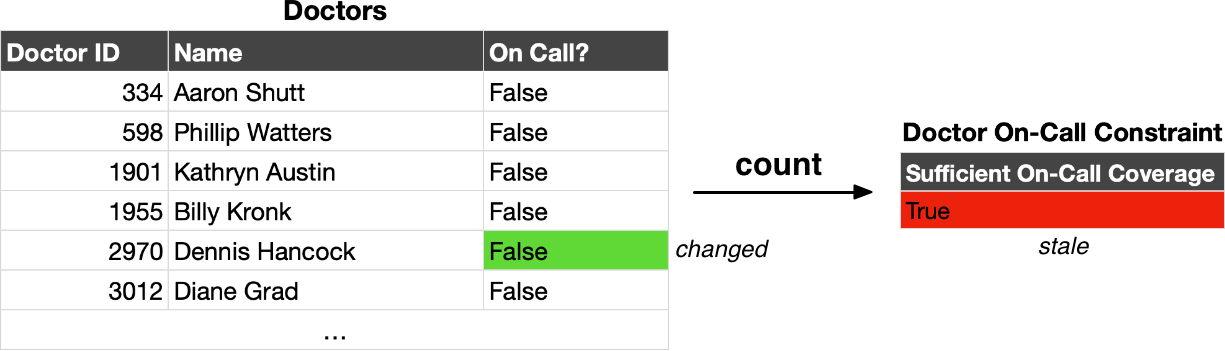 Doctors
Doctor ID Name On Call?
334 Aaron Shutt False
598 Phillip Watters False
1901 Kathryn Austin False
1955 Billy Kronk False
2970 Dennis Hancock False changed
3012 Diane Grad False
...
count
Doctor On-Call Constraint
Sufficient On-Call Coverage
True
stale